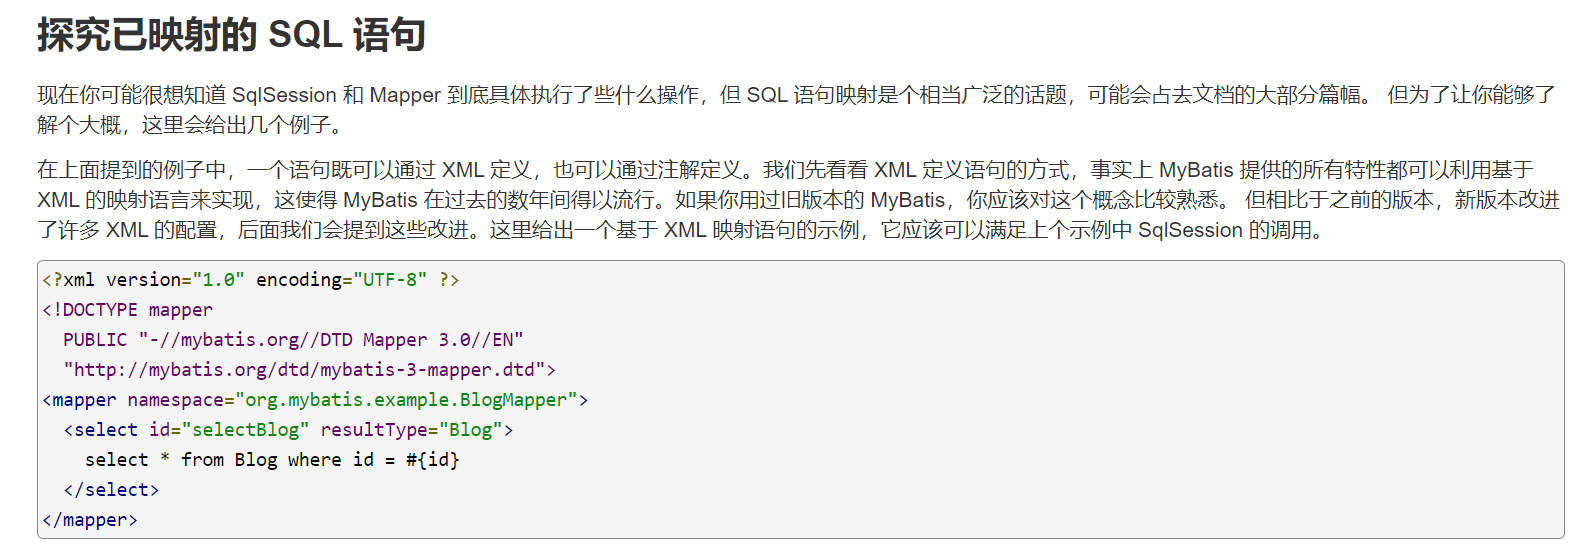 探究已映射的 SQL 语句
现在你可能很想知道 SqlSession 和 Mapper 到底具体执行了些什么操作，但 SQL 语句映射是个相当广泛的话题，可能会占去文档的大部分篇幅。 但为了让你能够了
解个大概，这里会给出几个例子。
在上面提到的例子中，一个语句既可以通过 XML 定义，也可以通过注解定义。我们先看看 XML 定义语句的方式，事实上 MyBatis 提供的所有特性都可以利用基于
XML 的映射语言来实现，这使得 MyBatis 在过去的数年间得以流行。如果你用过旧版本的 MyBatis，你应该对这个概念比较熟悉。 但相比于之前的版本，新版本改进
了许多 XML 的配置，后面我们会提到这些改进。这里给出一个基于 XML 映射语句的示例，它应该可以满足上个示例中 SqlSession 的调用。
<?xml version="1.0" encoding="UTF-8" ?>
<!DOCTYPE mapper
  PUBLIC "-//mybatis.org//DTD Mapper 3.0//EN"
  "http://mybatis.org/dtd/mybatis-3-mapper.dtd">
<mapper namespace="org.mybatis.example.BlogMapper">
  <select id="selectBlog" resultType="Blog">
    select * from Blog where id = #{id}
  </select>
</mapper>